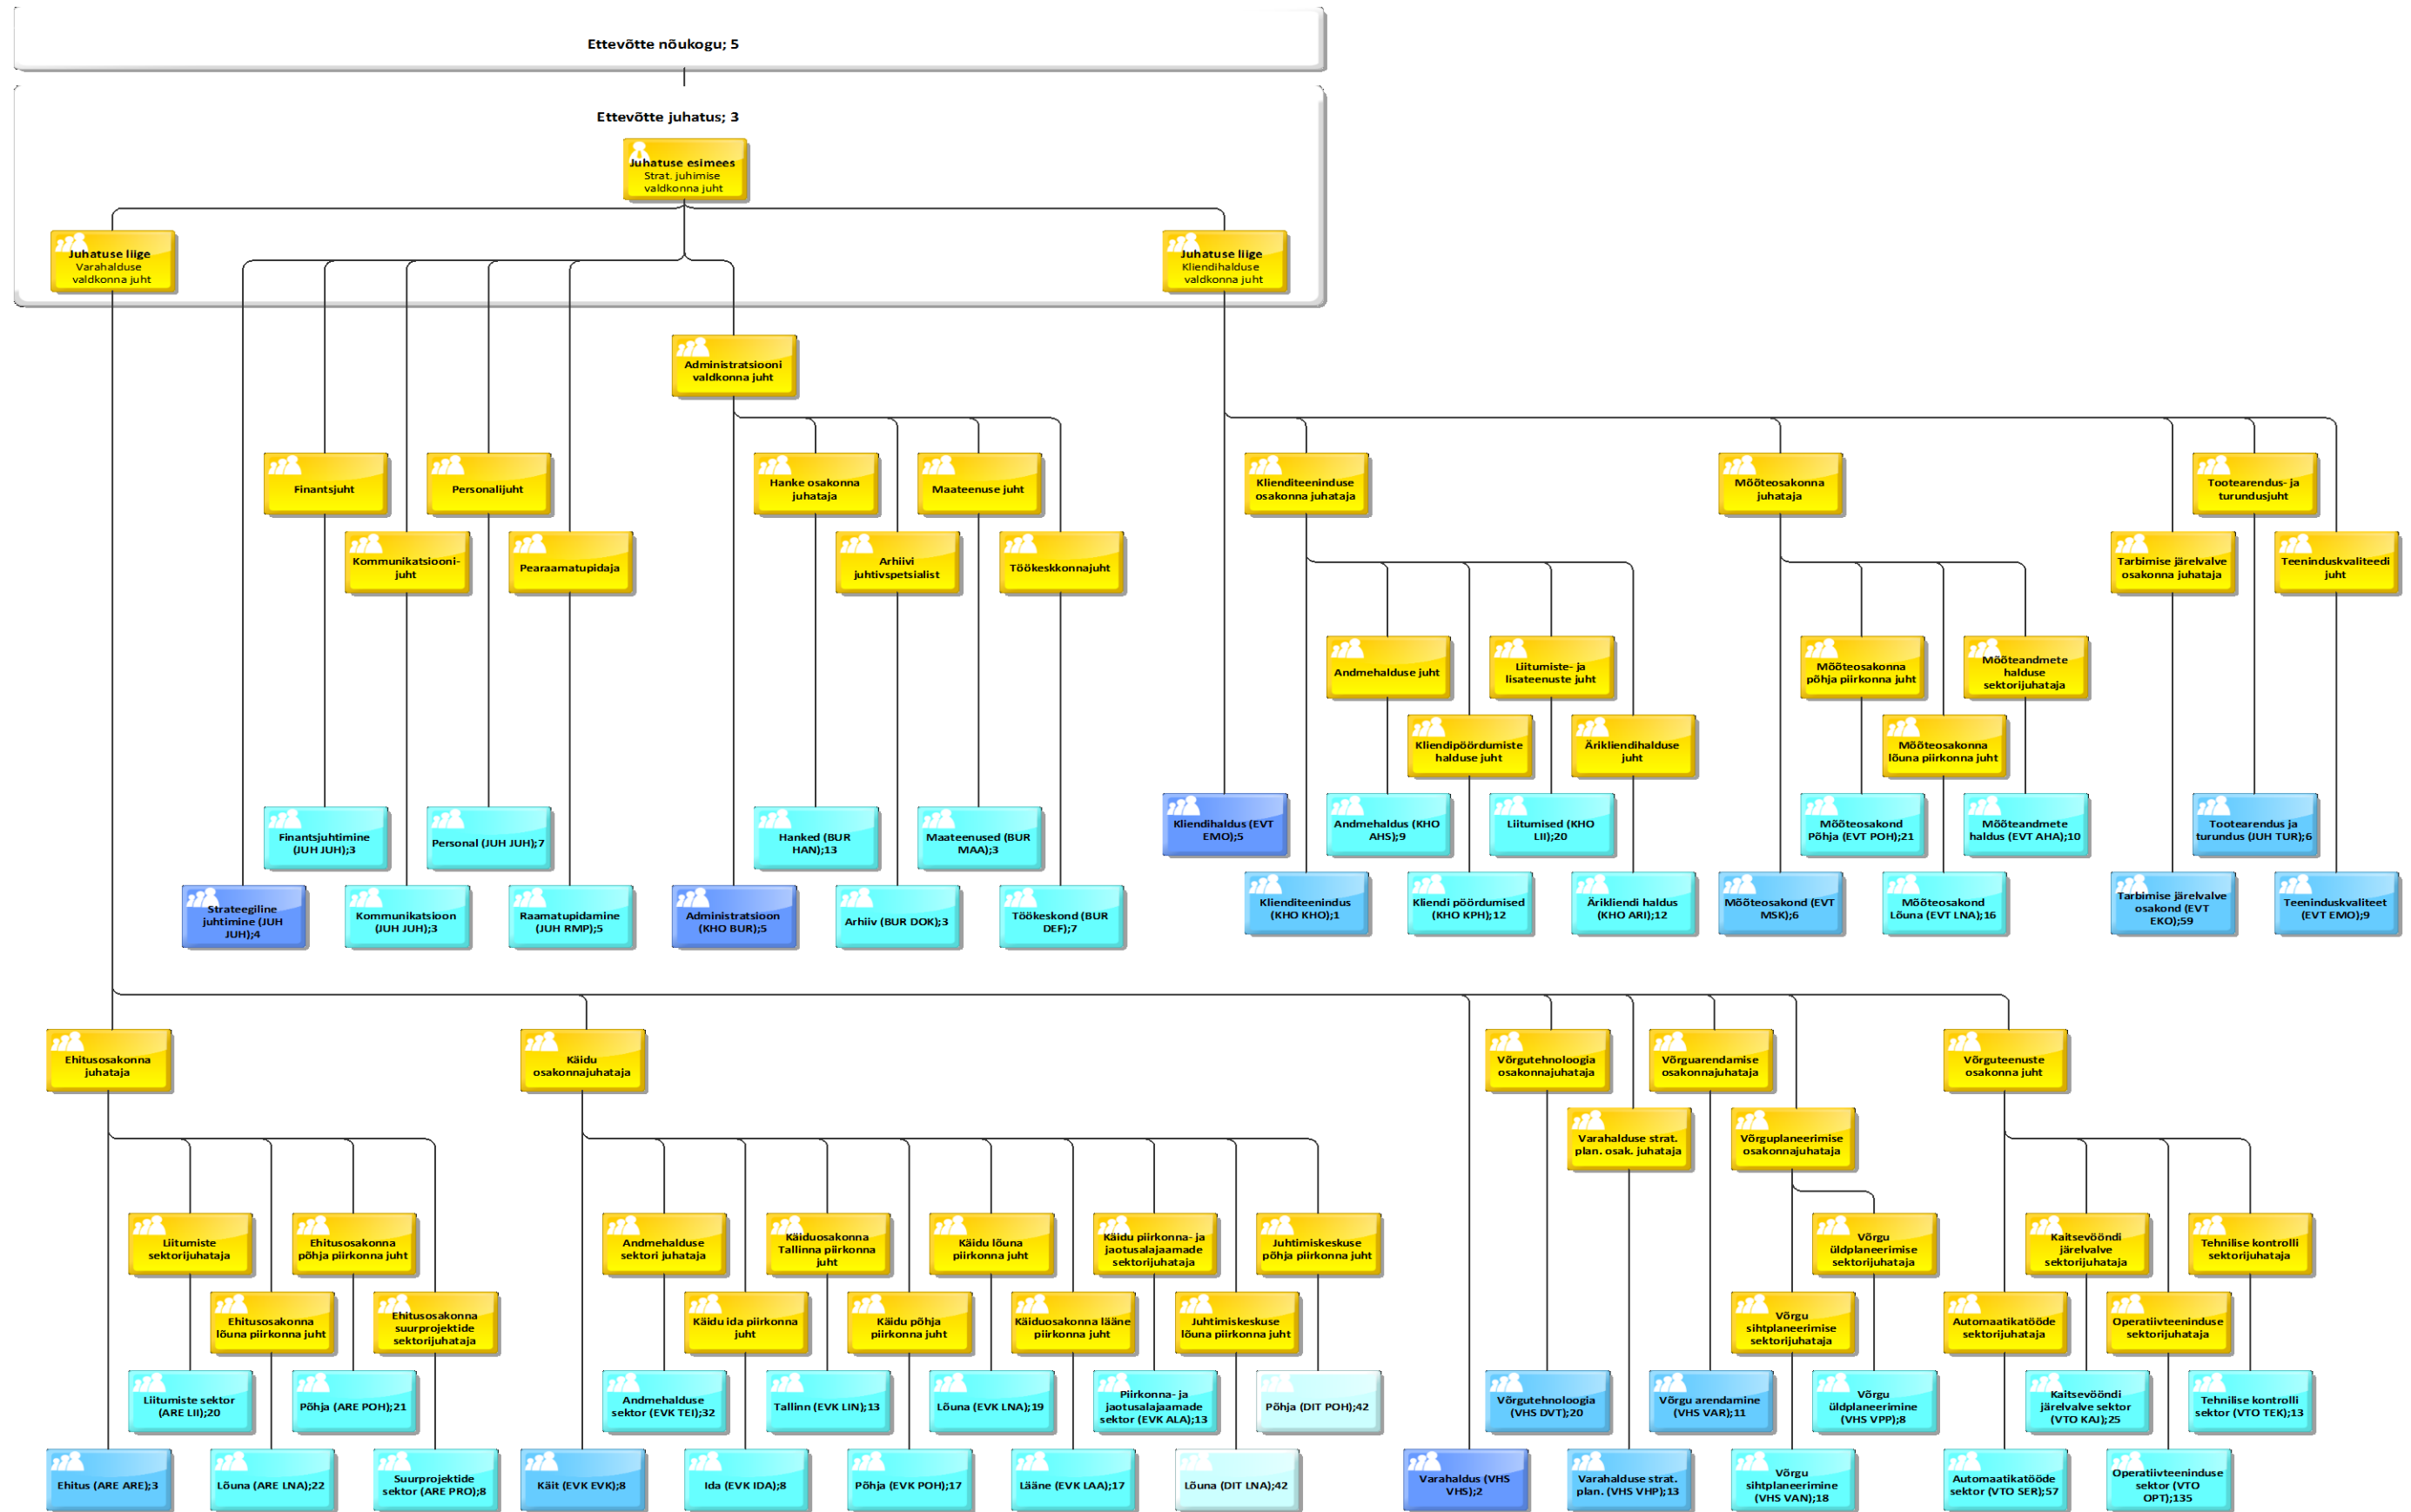 Ettevõtte nõukogu; 5
Ettevõtte juhatus; 3
Juhatuse esimees
Strat. juhimise
valdkonna juht
Juhatuse liige
Varahalduse
valdkonna juht
Juhatuse liige
Kliendihalduse
valdkonna juht
Administratsiooni
valdkonna juht
Finantsjuht
Personalijuht
Hanke osakonna
juhataja
Maateenuse juht
Klienditeeninduse
osakonna juhataja
Mõõteosakonna
juhataja
Tootearendus- ja
turundusjuht
Kommunikatsiooni-
juht
Pearaamatupidaja
Arhiivi
juhtivspetsialist
Töökeskkonnajuht
Tarbimise järelvalve
osakonna juhataja
Teeninduskvaliteedi
juht
Andmehalduse juht
Liitumiste- ja
lisateenuste juht
Mõõteosakonna
põhja piirkonna juht
Mõõteandmete
halduse
sektorijuhataja
Kliendipöördumiste
halduse juht
Ärikliendihalduse
juht
Mõõteosakonna
lõuna piirkonna juht
Finantsjuhtimine
(JUH JUH);3
Personal (JUH JUH);7
Hanked (BUR
HAN);13
Maateenused (BUR
MAA);3
Kliendihaldus (EVT
EMO);5
Andmehaldus (KHO
AHS);9
Liitumised (KHO
LII);20
Mõõteosakond
Põhja (EVT POH);21
Mõõteandmete
haldus (EVT AHA);10
Tootearendus ja
turundus (JUH TUR);6
Strateegiline
juhtimine (JUH
JUH);4
Kommunikatsioon
(JUH JUH);3
Raamatupidamine
(JUH RMP);5
Administratsioon
(KHO BUR);5
Arhiiv (BUR DOK);3
Töökeskond (BUR
DEF);7
Klienditeenindus
(KHO KHO);1
Kliendi pöördumised
(KHO KPH);12
Ärikliendi haldus
(KHO ARI);12
Mõõteosakond (EVT
MSK);6
Mõõteosakond
Lõuna (EVT LNA);16
Tarbimise järelvalve
osakond (EVT
EKO);59
Teeninduskvaliteet
(EVT EMO);9
Ehitusosakonna
juhataja
Käidu
osakonnajuhataja
Võrgutehnoloogia
osakonnajuhataja
Võrguarendamise
osakonnajuhataja
Võrguteenuste
osakonna juht
Varahalduse strat.
plan. osak. juhataja
Võrguplaneerimise
osakonnajuhataja
Liitumiste
sektorijuhataja
Ehitusosakonna
põhja piirkonna juht
Andmehalduse
sektori juhataja
Käiduosakonna
Tallinna piirkonna
juht
Käidu lõuna
piirkonna juht
Käidu piirkonna- ja
jaotusalajaamade
sektorijuhataja
Juhtimiskeskuse
põhja piirkonna juht
Võrgu
üldplaneerimise
sektorijuhataja
Kaitsevööndi
järelvalve
sektorijuhataja
Tehnilise kontrolli
sektorijuhataja
Ehitusosakonna
lõuna piirkonna juht
Ehitusosakonna
suurprojektide
sektorijuhataja
Käidu ida piirkonna
juht
Käidu põhja
piirkonna juht
Käiduosakonna lääne
piirkonna juht
Juhtimiskeskuse
lõuna piirkonna juht
Võrgu
sihtplaneerimise
sektorijuhataja
Automaatikatööde
sektorijuhataja
Operatiivteeninduse
sektorijuhataja
Liitumiste sektor
(ARE LII);20
Põhja (ARE POH);21
Andmehalduse
sektor (EVK TEI);32
Tallinn (EVK LIN);13
Lõuna (EVK LNA);19
Piirkonna- ja
jaotusalajaamade
sektor (EVK ALA);13
Põhja (DIT POH);42
Võrgutehnoloogia
(VHS DVT);20
Võrgu arendamine
(VHS VAR);11
Võrgu
üldplaneerimine
(VHS VPP);8
Kaitsevööndi
järelvalve sektor
(VTO KAJ);25
Tehnilise kontrolli
sektor (VTO TEK);13
Ehitus (ARE ARE);3
Lõuna (ARE LNA);22
Suurprojektide
sektor (ARE PRO);8
Käit (EVK EVK);8
Ida (EVK IDA);8
Põhja (EVK POH);17
Lääne (EVK LAA);17
Lõuna (DIT LNA);42
Varahaldus (VHS
VHS);2
Varahalduse strat.
plan. (VHS VHP);13
Võrgu
sihtplaneerimine
(VHS VAN);18
Automaatikatööde
sektor (VTO SER);57
Operatiivteeninduse
sektor (VTO
OPT);135